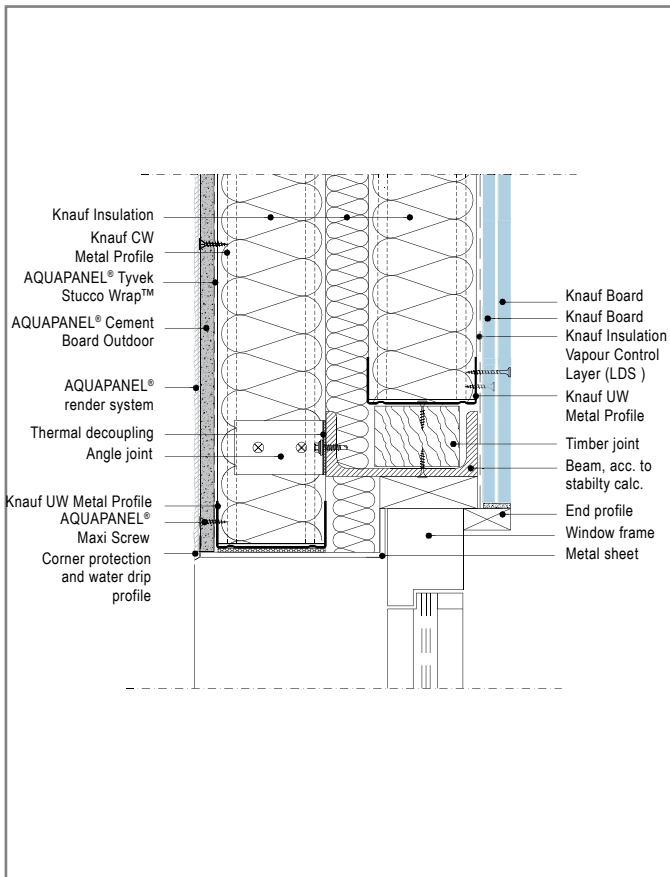 Knauf Insulation
Knauf CW
Metal Profile
AQUAPANEL® Tyvek
Stucco Wrap™
AQUAPANEL® Cement
Board Outdoor
AQUAPANEL®
render system
Thermal decoupling
Angle joint
Knauf UW Metal Profile
AQUAPANEL®
Maxi Screw
Corner protection
and water drip
profile
Knauf Board
Knauf Board
Knauf Insulation
Vapour Control
Layer (LDS )
Knauf UW
Metal Profile
Timber joint
Beam, acc. to
stabilty calc.
End profile
Window frame
Metal sheet